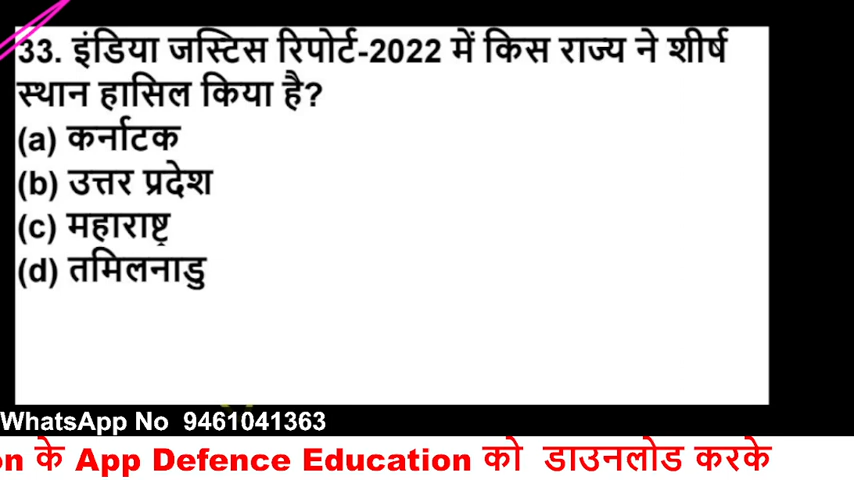 33. इंडिया जस्टिस रिपोर्ट-2022 में किस राज्य ने शीर्ष
स्थान हासिल किया है?
(a) कर्नाटक
(b) उत्तर प्रदेश
(c) महाराष्ट्र
(d) तमिलनाडु
WhatsApp No 9461041363
on के App Defence Education को डाउनलोड करके